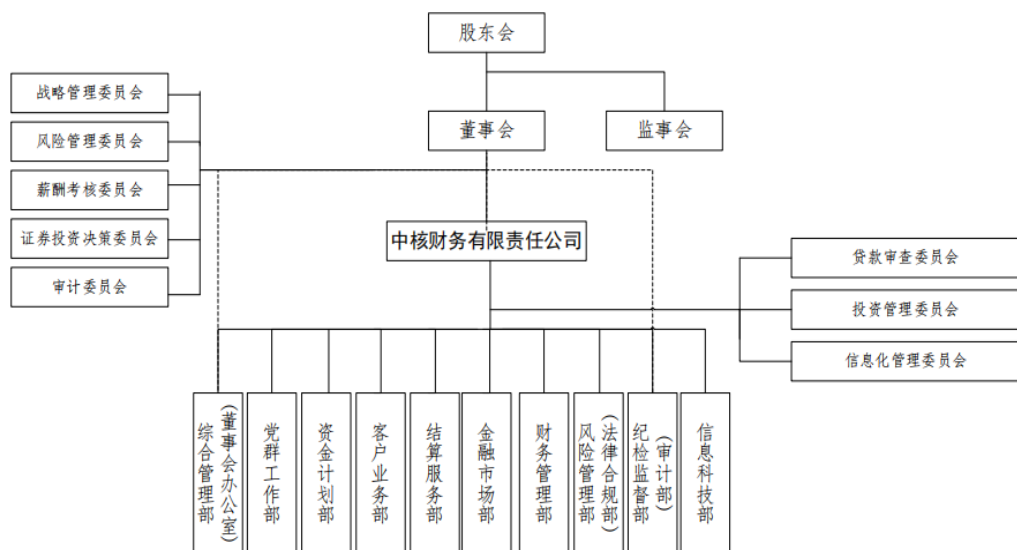 股东会
董事会
监事会
战略管理委员会
风险管理委员会
薪酬考核委员会
证券投资决策委员会
审计委员会
中核财务有限责任公司
贷款审查委员会
投资管理委员会
信息化管理委员会
综合管理部
(董事会办公室)
党群工作部
资金计划部
客户业务部
结算服务部
金融市场部
财务管理部
风险管理部
(法律合规部)
纪检监督部
(审计部)
信息科技部